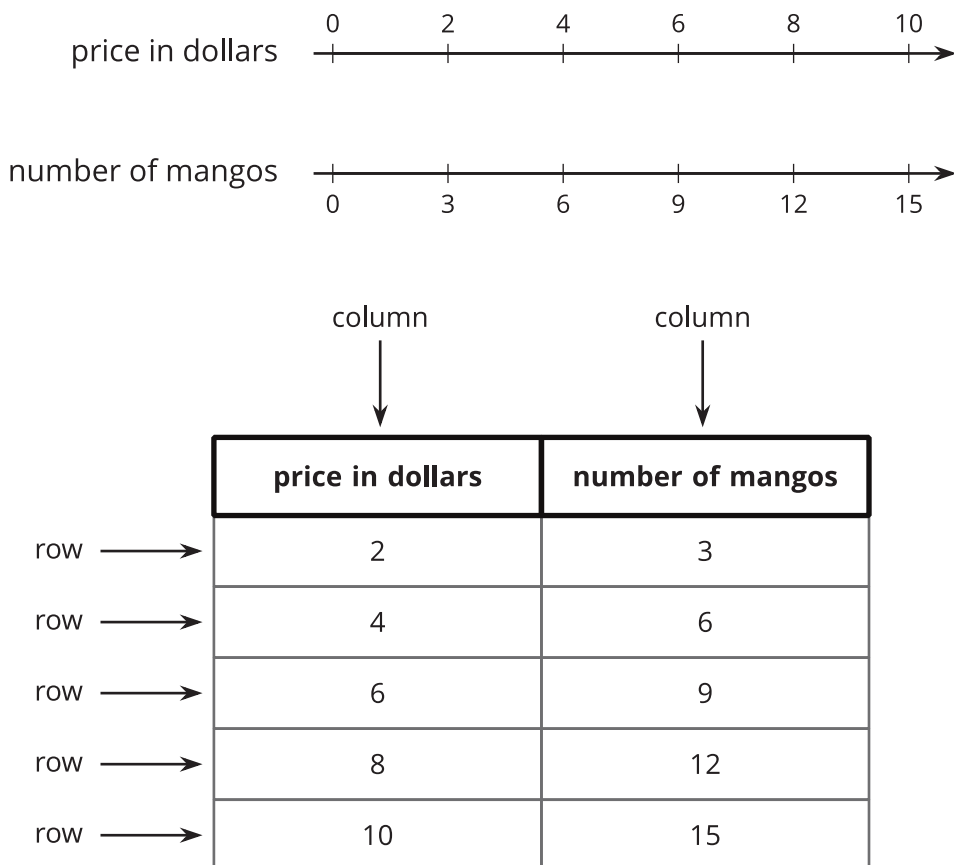 0 2 4 6 8 10
price in dollars
number of mangos
0 3 6 9 12 15
column column
price in dollars number of mangos
row 2 3
row 4 6
row 6 9
row 8 12
row 10 15